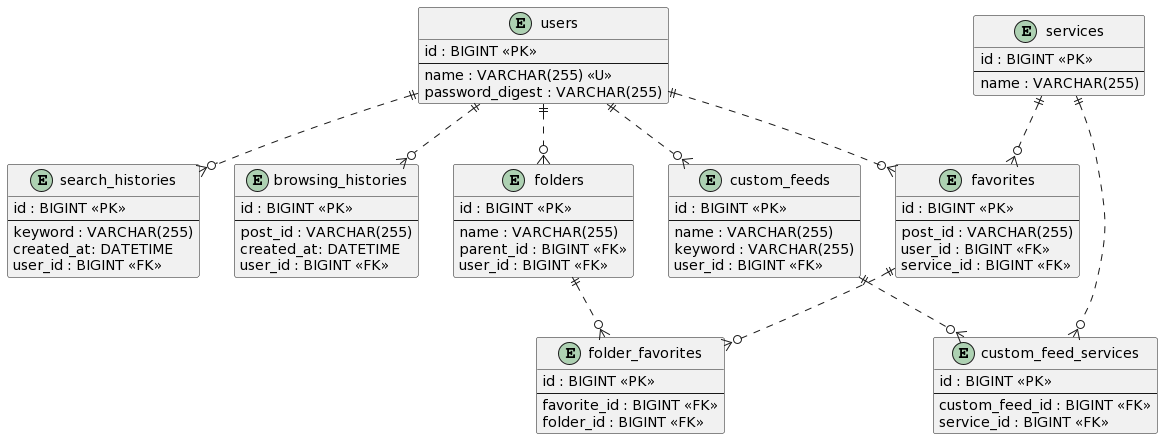 E users
id : BIGINT «PK»
name : VARCHAR(255) «U»
password_digest : VARCHAR(255)
E services
id : BIGINT «PK»
name : VARCHAR(255)
E search_histories
id : BIGINT «PK»
keyword : VARCHAR(255)
created_at: DATETIME
user_id : BIGINT «FK»
E browsing_histories
id : BIGINT «PK»
post_id : VARCHAR(255)
created_at: DATETIME
user_id : BIGINT «FK»
E folders
id : BIGINT «PK»
name : VARCHAR(255)
parent_id : BIGINT «FK»
user_id : BIGINT «FK»
E custom_feeds
id : BIGINT «PK»
name : VARCHAR(255)
keyword : VARCHAR(255)
user_id : BIGINT «FK»
E favorites
id : BIGINT «PK»
post_id : VARCHAR(255)
user_id : BIGINT «FK»
service_id : BIGINT «FK»
E folder_favorites
id : BIGINT «PK»
favorite_id : BIGINT «FK»
folder_id : BIGINT «FK»
E custom_feed_services
id : BIGINT «PK»
custom_feed_id : BIGINT «FK»
service_id : BIGINT «FK»